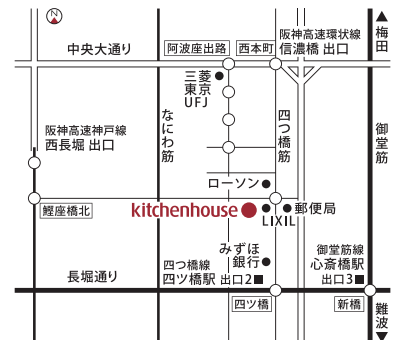 N
梅田
阪神高速環状線
信濃橋 出口
中央大通り
阿波座出路
西本町
三菱
東京
UFJ
なにわ筋
四つ橋筋
御堂筋
阪神高速神戸線
西長堀 出口
ローソン
鰹座橋北
kitchenhouse
郵便局
LIXIL
みずほ
銀行
四つ橋線
四ツ橋駅 出口2
御堂筋線
心斎橋駅
出口3
長堀通り
四ツ橋
新橋
難波